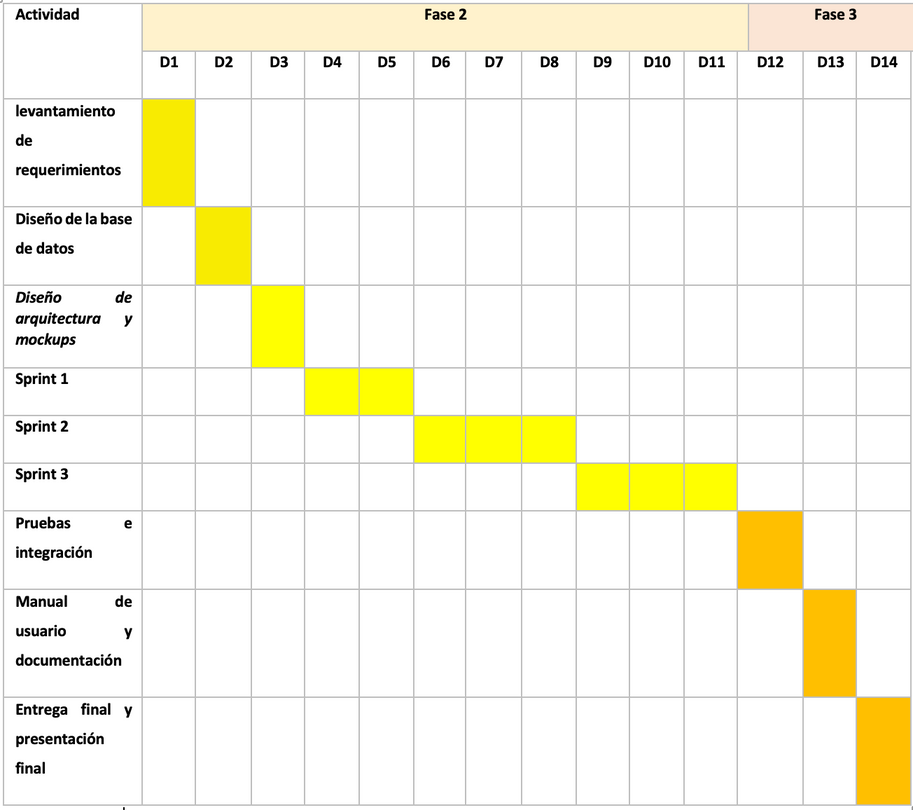 Actividad
Fase 2
Fase 3
D1 D2 D3 D4 D5 D6 D7 D8 D9 D10 D11 D12 D13 D14
levantamiento
de
requerimientos
Diseño de la base
de datos
Diseño de
arquitectura y
mockups
Sprint 1
Sprint 2
Sprint 3
Pruebas e
integración
Manual de
usuario y
documentación
Entrega final y
presentación
final